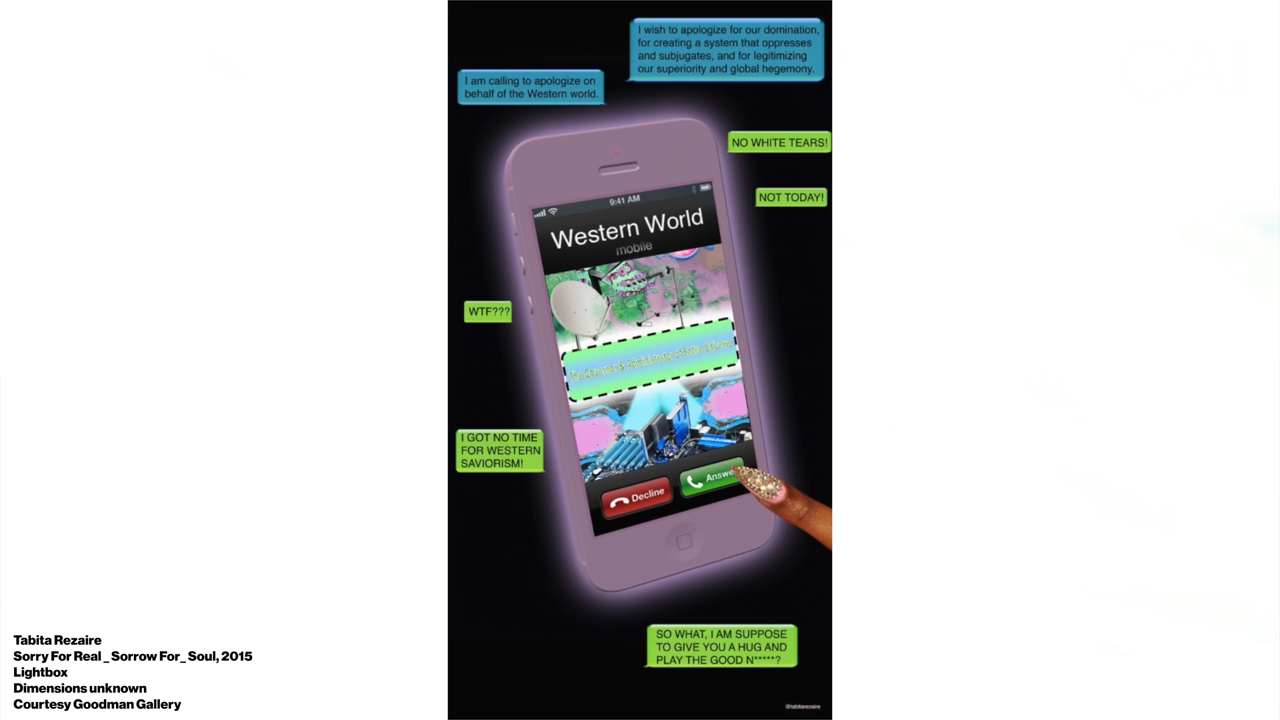 I wish to apologize for our domination,
for creating a system that oppresses
and subjugates, and for legitimizing
our superiority and global hegemony.
I am calling to apologize on
behalf of the Western world.
NO WHITE TEARS!
NOT TODAY!
9:41 AM
Western World
mobile
WTF???
I GOT NO TIME
FOR WESTERN
SAVIORISM!
Decline
Answe
SO WHAT, I AM SUPPOSE
TO GIVE YOU A HUG AND
PLAY THE GOOD N*****?
@tabitarezaire
Tabita Rezaire
Sorry For Real _ Sorrow For_ Soul, 2015
Lightbox
Dimensions unknown
Courtesy Goodman Gallery